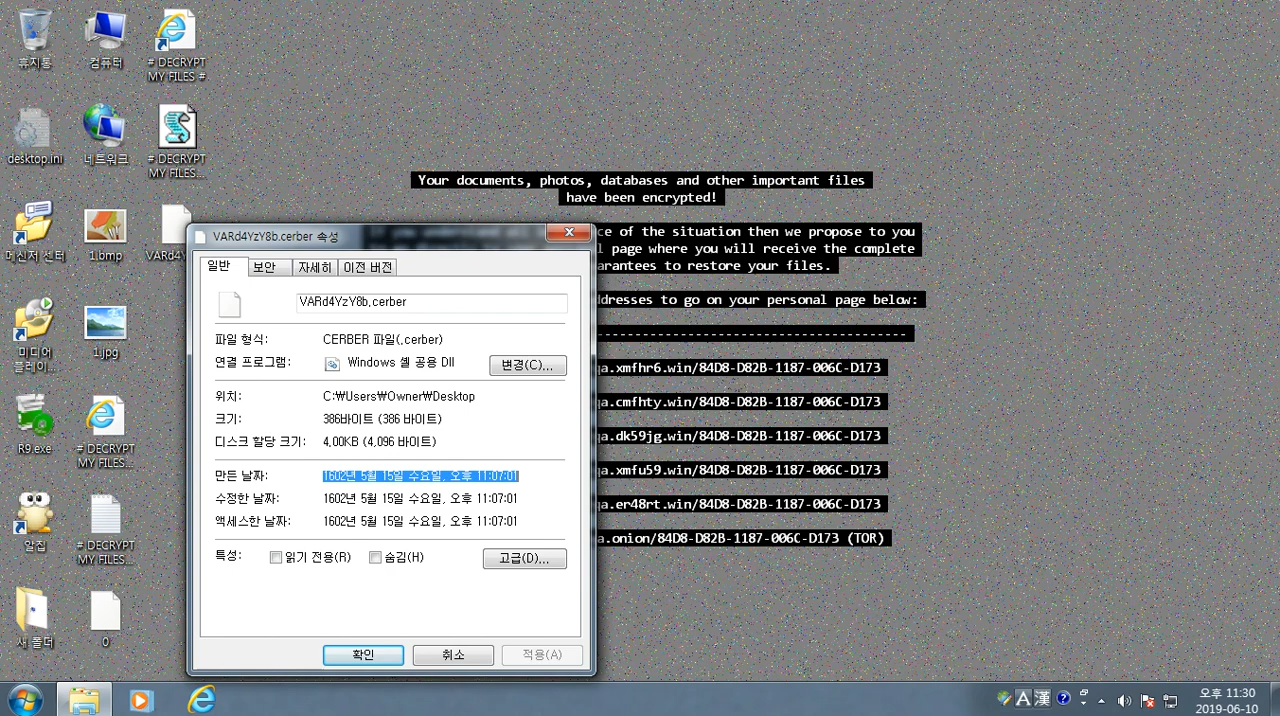 휴지통
컴퓨터
# DECRYPT
MY FILES #
desktop.ini
네트워크
# DECRYPT
MY FILES...
Your documents, photos, databases and other important files
have been encrypted!
메신저 센터
1.bmp
VARd4Y
ce of the situation then we propose to you
l page where you will receive the complete
arantees to restore your files.
ddresses to go on your personal page below:
---------------------------------------
qa.xmfhr6.win/84D8-D82B-1187-006C-D173
qa.cmfhty.win/84D8-D82B-1187-006C-D173
qa.dk59jg.win/84D8-D82B-1187-006C-D173
qa.xmfu59.win/84D8-D82B-1187-006C-D173
qa.er48rt.win/84D8-D82B-1187-006C-D173
a.onion/84D8-D82B-1187-006C-D173 (TOR)
VARd4YzY8b.cerber 속성
일반 보안 자세히 이전 버전
VARd4YzY8b.cerber
파일 형식: CERBER 파일(.cerber)
연결 프로그램: Windows 셸 공용 Dll 변경(C)...
위치: C:₩Users₩Owner₩Desktop
크기: 386바이트 (386 바이트)
디스크 할당 크기: 4.00KB (4,096 바이트)
만든 날짜: 1602년 5월 15일 수요일, 오후 11:07:01
수정한 날짜: 1602년 5월 15일 수요일, 오후 11:07:01
액세스한 날짜: 1602년 5월 15일 수요일, 오후 11:07:01
특성: 읽기 전용(R) 숨김(H) 고급(D)...
확인 취소 적용(A)
미디어
플레이...
1.jpg
R9.exe
# DECRYPT
MY FILES...
알집
# DECRYPT
MY FILES...
새 폴더
0
A 漢
오후 11:30
2019-06-10